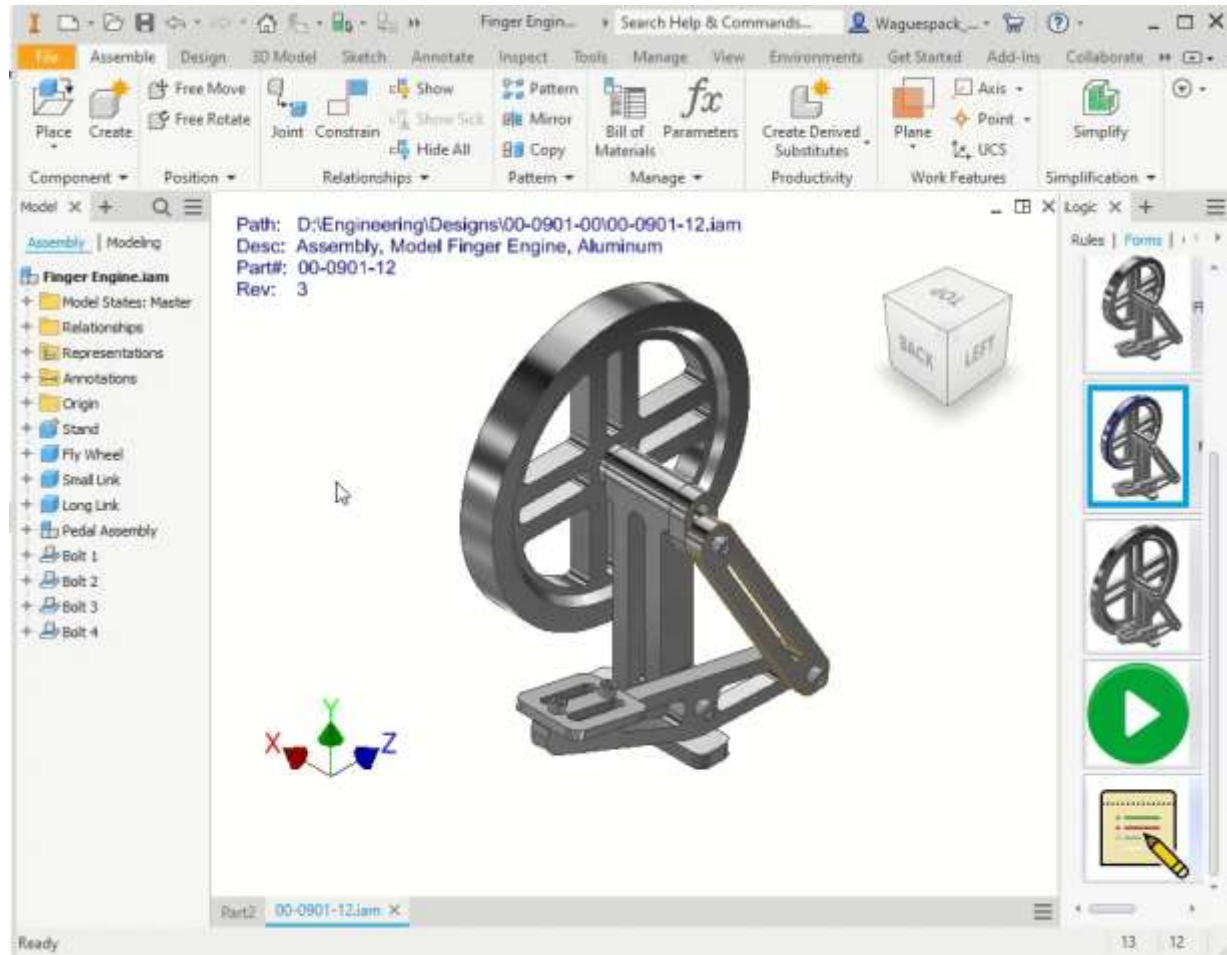 Finger Engin...
Search Help & Commands...
Waguespack_...
File Assemble Design 3D Model Sketch Annotate Inspect Tools Manage View Environments Get Started Add-Ins Collaborate
Place
Create
Free Move
Free Rotate
Joint
Constrain
Show
Show Sick
Hide All
Pattern
Mirror
Copy
Bill of
Materials
fx
Parameters
Create Derived
Substitutes
Plane
Axis
Point
UCS
Simplify
Component Position Relationships Pattern Manage Productivity Work Features Simplification
Model
Assembly | Modeling
Finger Engine.iam
Model States: Master
Relationships
Representations
Annotations
Origin
Stand
Fly Wheel
Small Link
Long Link
Pedal Assembly
Bolt 1
Bolt 2
Bolt 3
Bolt 4
Path: D:\Engineering\Designs\00-0901-00\00-0901-12.iam
Desc: Assembly, Model Finger Engine, Aluminum
Part#: 00-0901-12
Rev: 3
TOP
BACK
LEFT
X
Y
Z
Logic
Rules | Forms |
Part2
00-0901-12.iam
Ready
13
12